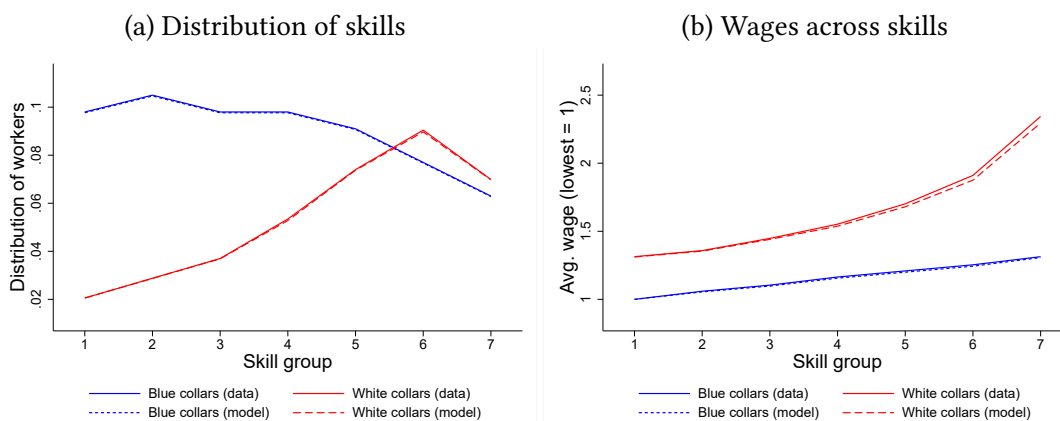 (a) Distribution of skills
Distribution of workers
.1
.08
.06
.04
.02
1 2 3 4 5 6 7
Skill group
Blue collars (data) White collars (data)
Blue collars (model) White collars (model)
(b) Wages across skills
Avg. wage (lowest = 1)
2.5
2
1.5
1
1 2 3 4 5 6 7
Skill group
Blue collars (data) White collars (data)
Blue collars (model) White collars (model)